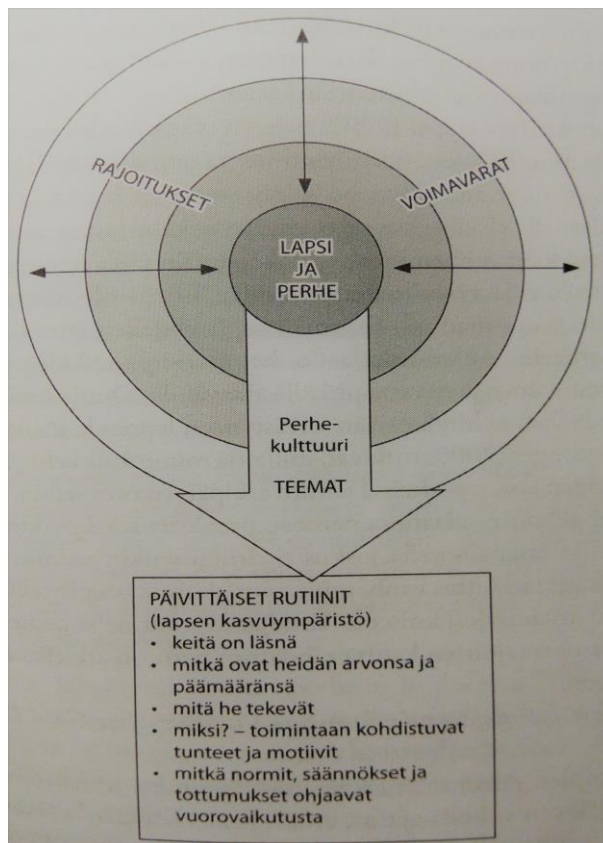 RAJOITUKSET
VOIMAVARAT
LAPSI
JA
PERHE
Perhe-
kulttuuri
TEEMAT
PÄIVITTÄISET RUTIINIT
(lapsen kasvuympäristö)
• keitä on läsnä
• mitkä ovat heidän arvonsa ja
päämääränsä
• mitä he tekevät
• miksi? – toimintaan kohdistuvat
tunteet ja motiivit
• mitkä normit, säännökset ja
tottumukset ohjaavat
vuorovaikutusta